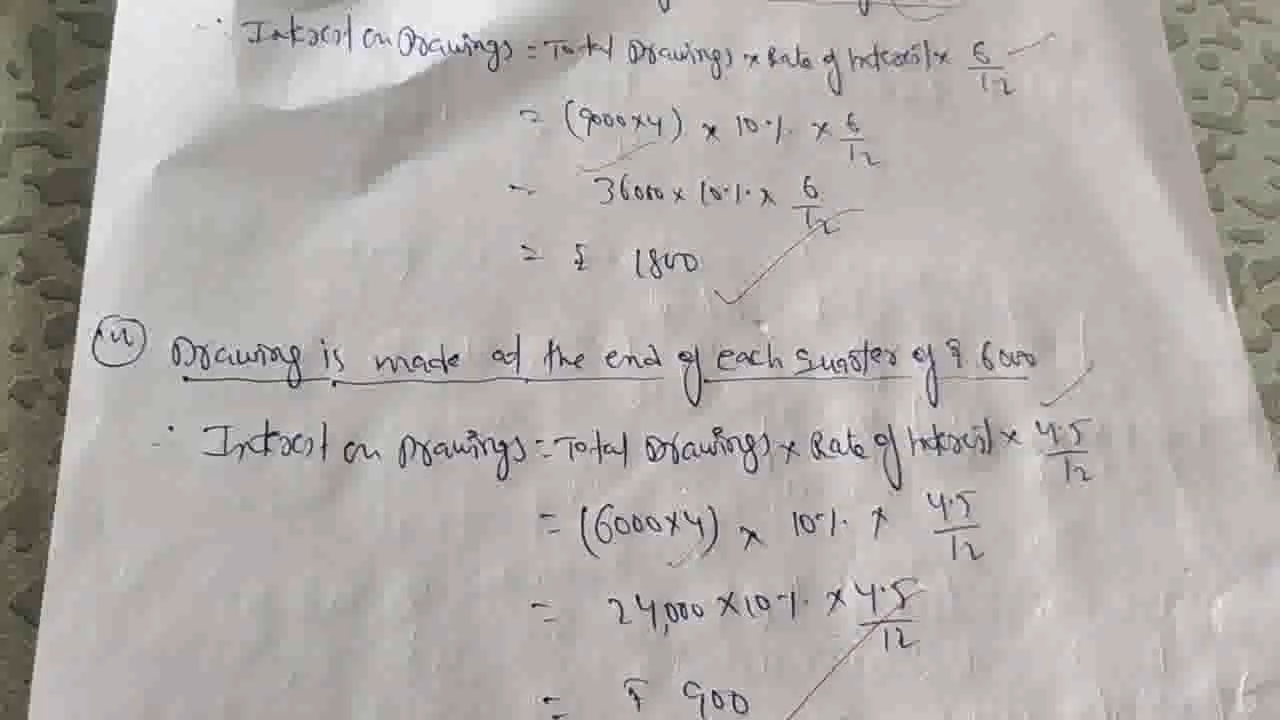 ∴ Interest on Drawings = Total Drawings × Rate of Interest × 6/12
= (9000×4) × 10% × 6/12
= 36000 × 10% × 6/12
= ₹ 1800
Drawing is made at the end of each Quarter of ₹ 6000
∴ Interest on Drawings = Total Drawings × Rate of Interest × 4.5/12
= (6000×4) × 10% × 4.5/12
= 24,000 × 10% × 4.5/12
= ₹ 900